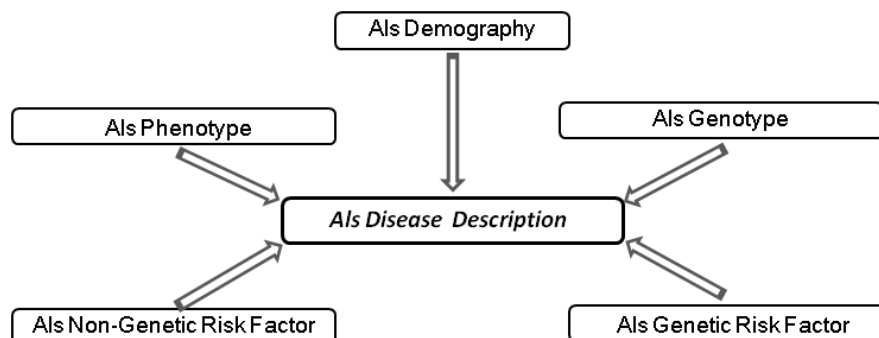 Als Demography
Als Phenotype
Als Genotype
Als Disease Description
Als Non-Genetic Risk Factor
Als Genetic Risk Factor